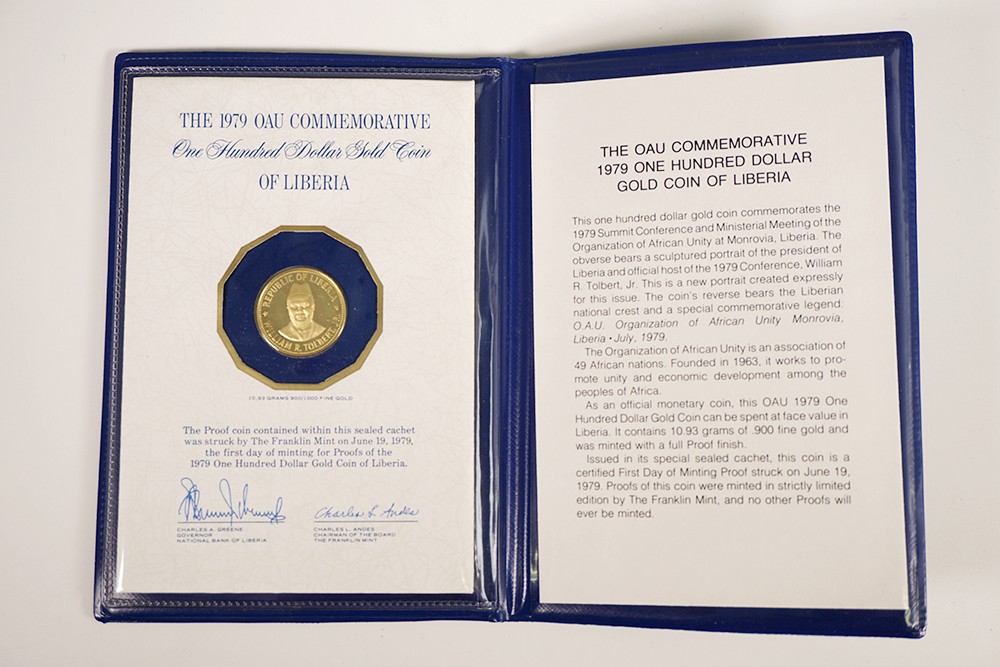 THE 1979 OAU COMMEMORATIVE
One Hundred Dollar Gold Coin
OF LIBERIA
REPUBLIC OF LIBERIA
WILLIAM R. TOLBERT, JR.
10.93 GRAMS 900/1000 FINE GOLD
The Proof coin contained within this sealed cachet
was struck by The Franklin Mint on June 19, 1979,
the first day of minting for Proofs of the
1979 One Hundred Dollar Gold Coin of Liberia.
Charles L. Andes
CHARLES A. GREENE
GOVERNOR
NATIONAL BANK OF LIBERIA
CHARLES L. ANDES
CHAIRMAN OF THE BOARD
THE FRANKLIN MINT
THE OAU COMMEMORATIVE
1979 ONE HUNDRED DOLLAR
GOLD COIN OF LIBERIA
This one hundred dollar gold coin commemorates the
1979 Summit Conference and Ministerial Meeting of the
Organization of African Unity at Monrovia, Liberia. The
obverse bears a sculptured portrait of the president of
Liberia and official host of the 1979 Conference, William
R. Tolbert, Jr. This is a new portrait created expressly
for this issue. The coin's reverse bears the Liberian
national crest and a special commemorative legend:
O.A.U. Organization of African Unity Monrovia,
Liberia • July, 1979.
The Organization of African Unity is an association of
49 African nations. Founded in 1963, it works to pro-
mote unity and economic development among the
peoples of Africa.
As an official monetary coin, this OAU 1979 One
Hundred Dollar Gold Coin can be spent at face value in
Liberia. It contains 10.93 grams of .900 fine gold and
was minted with a full Proof finish.
Issued in its special sealed cachet, this coin is a
certified First Day of Minting Proof struck on June 19,
1979. Proofs of this coin were minted in strictly limited
edition by The Franklin Mint, and no other Proofs will
ever be minted.